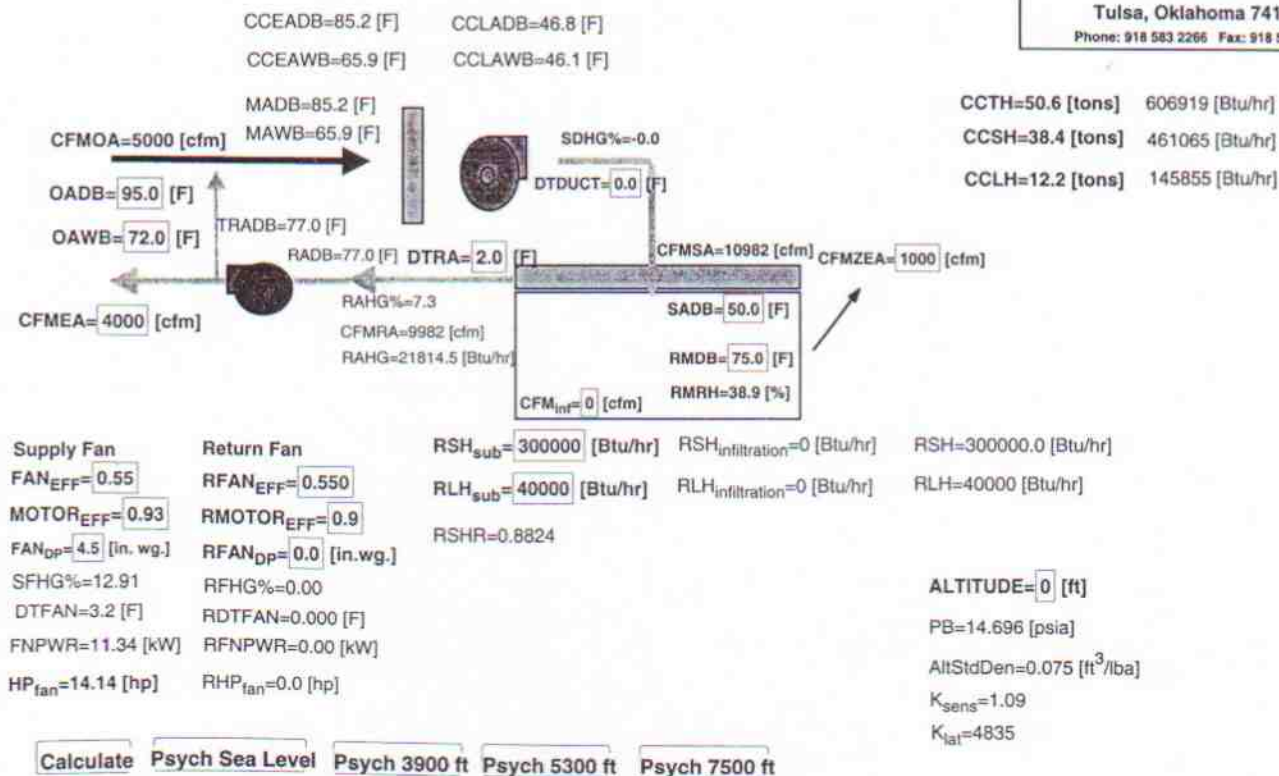 Tulsa, Oklahoma 741
Phone: 918 583 2266 Fax: 918 5
CCEADB=85.2 [F] CCLADB=46.8 [F]
CCEAWB=65.9 [F] CCLAWB=46.1 [F]
MADB=85.2 [F]
MAWB=65.9 [F]
CCTH=50.6 [tons] 606919 [Btu/hr]
CCSH=38.4 [tons] 461065 [Btu/hr]
CCLH=12.2 [tons] 145855 [Btu/hr]
CFMOA=5000 [cfm]
SDHG%=-0.0
DTDUCT= 0.0 [F]
OADB= 95.0 [F]
OAWB= 72.0 [F]
TRADB=77.0 [F]
RADB=77.0 [F] DTRA= 2.0 [F]
CFMSA=10982 [cfm] CFMZEA= 1000 [cfm]
CFMEA= 4000 [cfm]
RAHG%=7.3
CFMRA=9982 [cfm]
RAHG=21814.5 [Btu/hr]
SADB= 50.0 [F]
RMDB= 75.0 [F]
RMRH=38.9 [%]
CFMinf= 0 [cfm]
Supply Fan
FANEFF= 0.55
MOTOREFF= 0.93
FANDP= 4.5 [in. wg.]
SFHG%=12.91
DTFAN=3.2 [F]
FNPWR=11.34 [kW]
HPfan=14.14 [hp]
Return Fan
RFANEFF= 0.550
RMOTOREFF= 0.9
RFANDP= 0.0 [in.wg.]
RFHG%=0.00
RDTFAN=0.000 [F]
RFNPWR=0.00 [kW]
RHPfan=0.0 [hp]
RSHsub= 300000 [Btu/hr] RSHinfiltration=0 [Btu/hr] RSH=300000.0 [Btu/hr]
RLHsub= 40000 [Btu/hr] RLHinfiltration=0 [Btu/hr] RLH=40000 [Btu/hr]
RSHR=0.8824
ALTITUDE= 0 [ft]
PB=14.696 [psia]
AltStdDen=0.075 [ft³/lba]
Ksens=1.09
Klat=4835
Calculate Psych Sea Level Psych 3900 ft Psych 5300 ft Psych 7500 ft